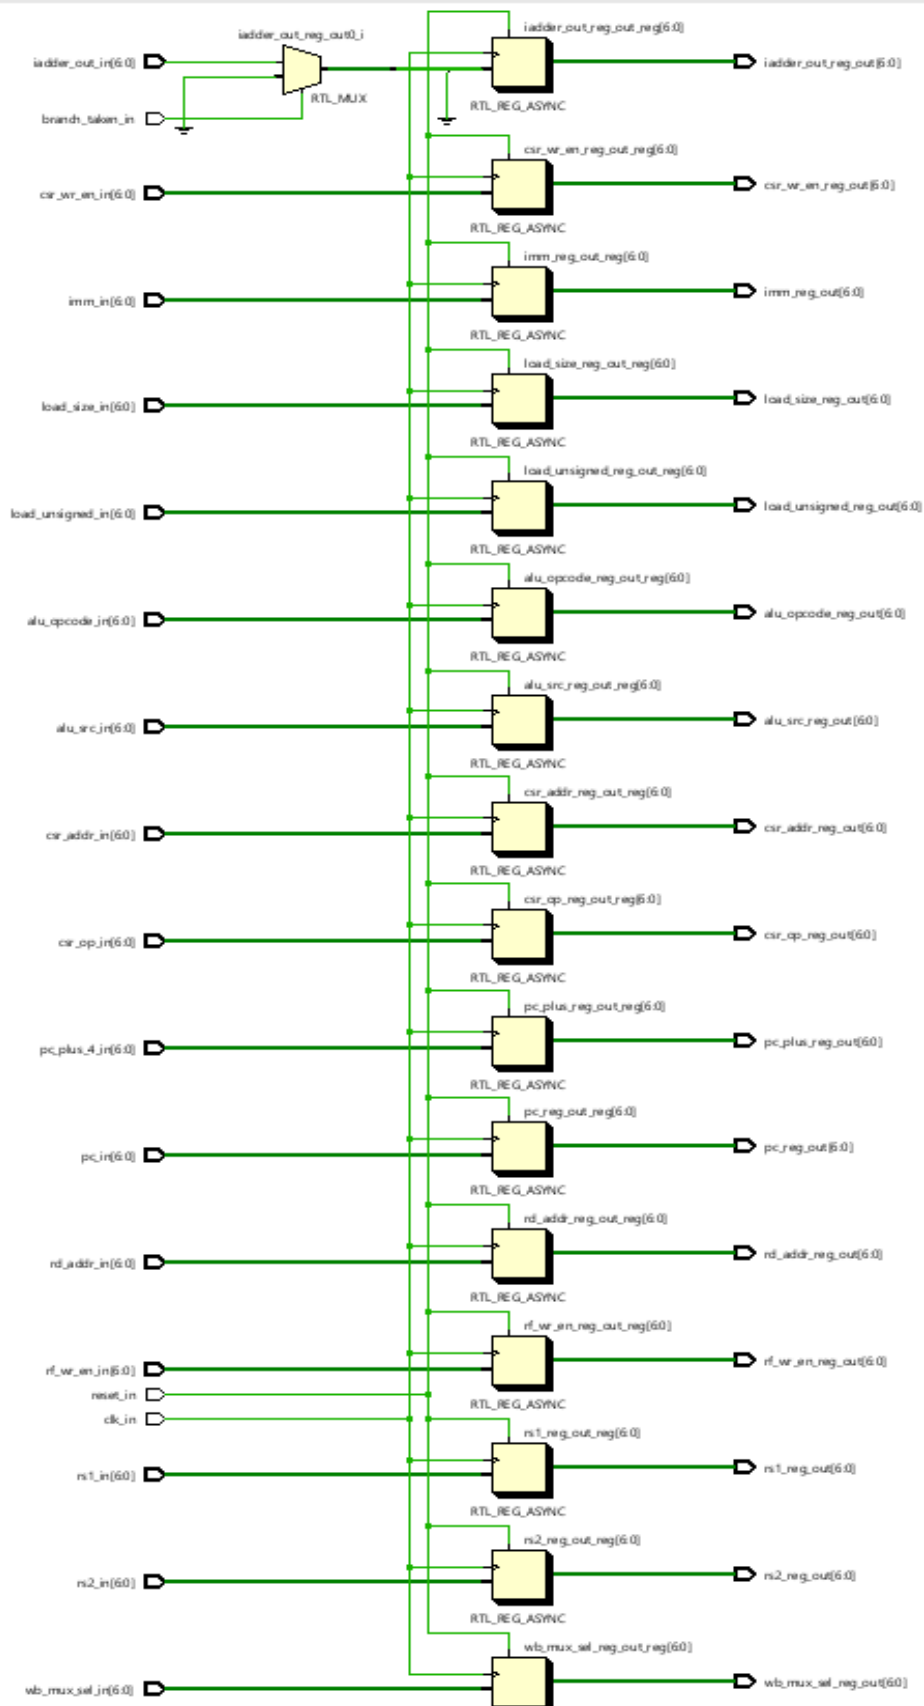 iadder_out_reg_out0_i
iadder_out_reg_out_reg[6:0]
iadder_out_in[6:0]
iadder_out_reg_out[6:0]
RTL_MUX
RTL_REG_ASYNC
branch_taken_in
csr_wr_en_reg_out_reg[6:0]
csr_wr_en_in[6:0]
csr_wr_en_reg_out[6:0]
RTL_REG_ASYNC
imm_reg_out_reg[6:0]
imm_in[6:0]
imm_reg_out[6:0]
RTL_REG_ASYNC
load_size_reg_out_reg[6:0]
load_size_in[6:0]
load_size_reg_out[6:0]
RTL_REG_ASYNC
load_unsigned_reg_out_reg[6:0]
load_unsigned_in[6:0]
load_unsigned_reg_out[6:0]
RTL_REG_ASYNC
alu_opcode_reg_out_reg[6:0]
alu_opcode_in[6:0]
alu_opcode_reg_out[6:0]
RTL_REG_ASYNC
alu_src_reg_out_reg[6:0]
alu_src_in[6:0]
alu_src_reg_out[6:0]
RTL_REG_ASYNC
csr_addr_reg_out_reg[6:0]
csr_addr_in[6:0]
csr_addr_reg_out[6:0]
RTL_REG_ASYNC
csr_op_reg_out_reg[6:0]
csr_op_in[6:0]
csr_op_reg_out[6:0]
RTL_REG_ASYNC
pc_plus_reg_out_reg[6:0]
pc_plus_4_in[6:0]
pc_plus_reg_out[6:0]
RTL_REG_ASYNC
pc_reg_out_reg[6:0]
pc_in[6:0]
pc_reg_out[6:0]
RTL_REG_ASYNC
rd_addr_reg_out_reg[6:0]
rd_addr_in[6:0]
rd_addr_reg_out[6:0]
RTL_REG_ASYNC
rf_wr_en_reg_out_reg[6:0]
rf_wr_en_in[6:0]
rf_wr_en_reg_out[6:0]
reset_in
RTL_REG_ASYNC
clk_in
rs1_reg_out_reg[6:0]
rs1_in[6:0]
rs1_reg_out[6:0]
RTL_REG_ASYNC
rs2_reg_out_reg[6:0]
rs2_in[6:0]
rs2_reg_out[6:0]
RTL_REG_ASYNC
wb_mux_sel_reg_out_reg[6:0]
wb_mux_sel_in[6:0]
wb_mux_sel_reg_out[6:0]